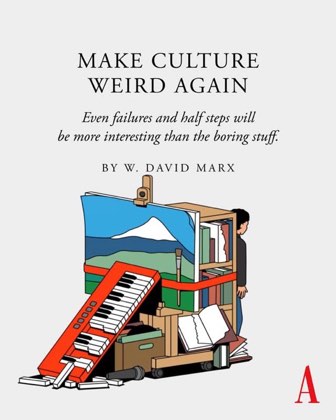 MAKE CULTURE
WEIRD AGAIN
Even failures and half steps will
be more interesting than the boring stuff.
BY W. DAVID MARX
A